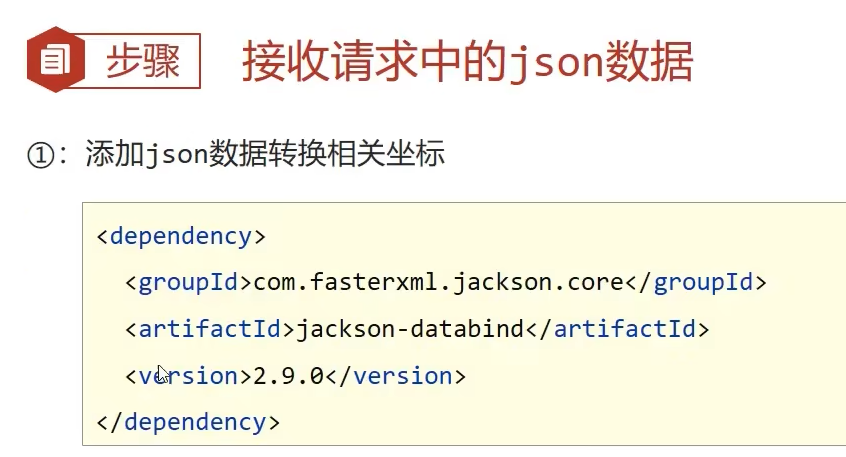 步骤
接收请求中的json数据
①：添加json数据转换相关坐标
<dependency>
<groupId>com.fasterxml.jackson.core</groupId>
<artifactId>jackson-databind</artifactId>
<version>2.9.0</version>
</dependency>